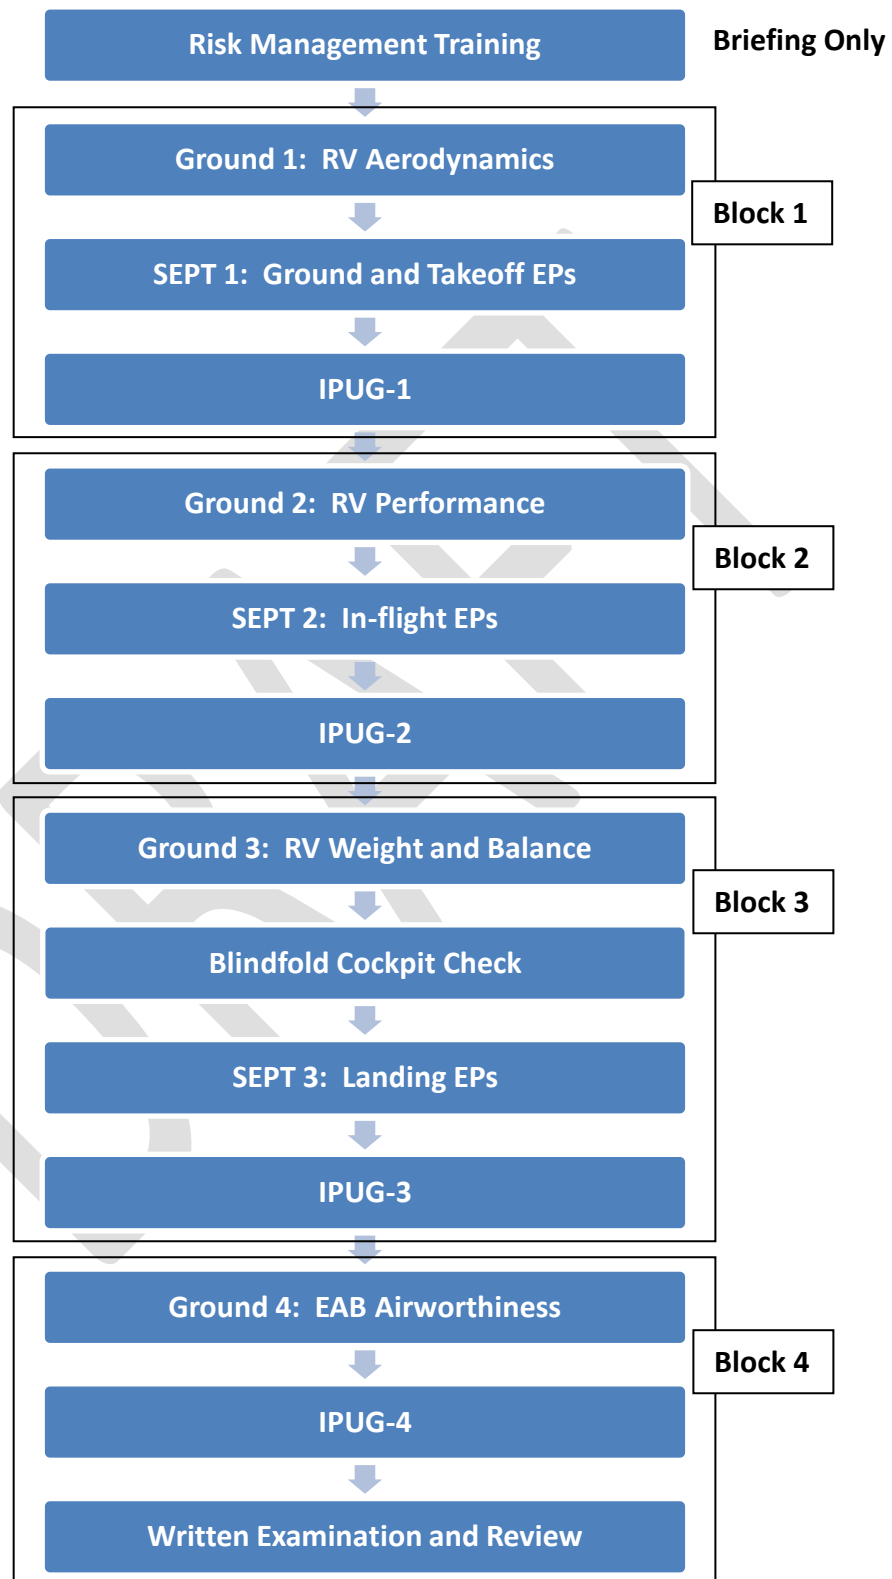 Risk Management Training
Briefing Only
Ground 1: RV Aerodynamics
Block 1
SEPT 1: Ground and Takeoff EPs
IPUG-1
Ground 2: RV Performance
Block 2
SEPT 2: In-flight EPs
IPUG-2
Ground 3: RV Weight and Balance
Block 3
Blindfold Cockpit Check
SEPT 3: Landing EPs
IPUG-3
Ground 4: EAB Airworthiness
Block 4
IPUG-4
Written Examination and Review